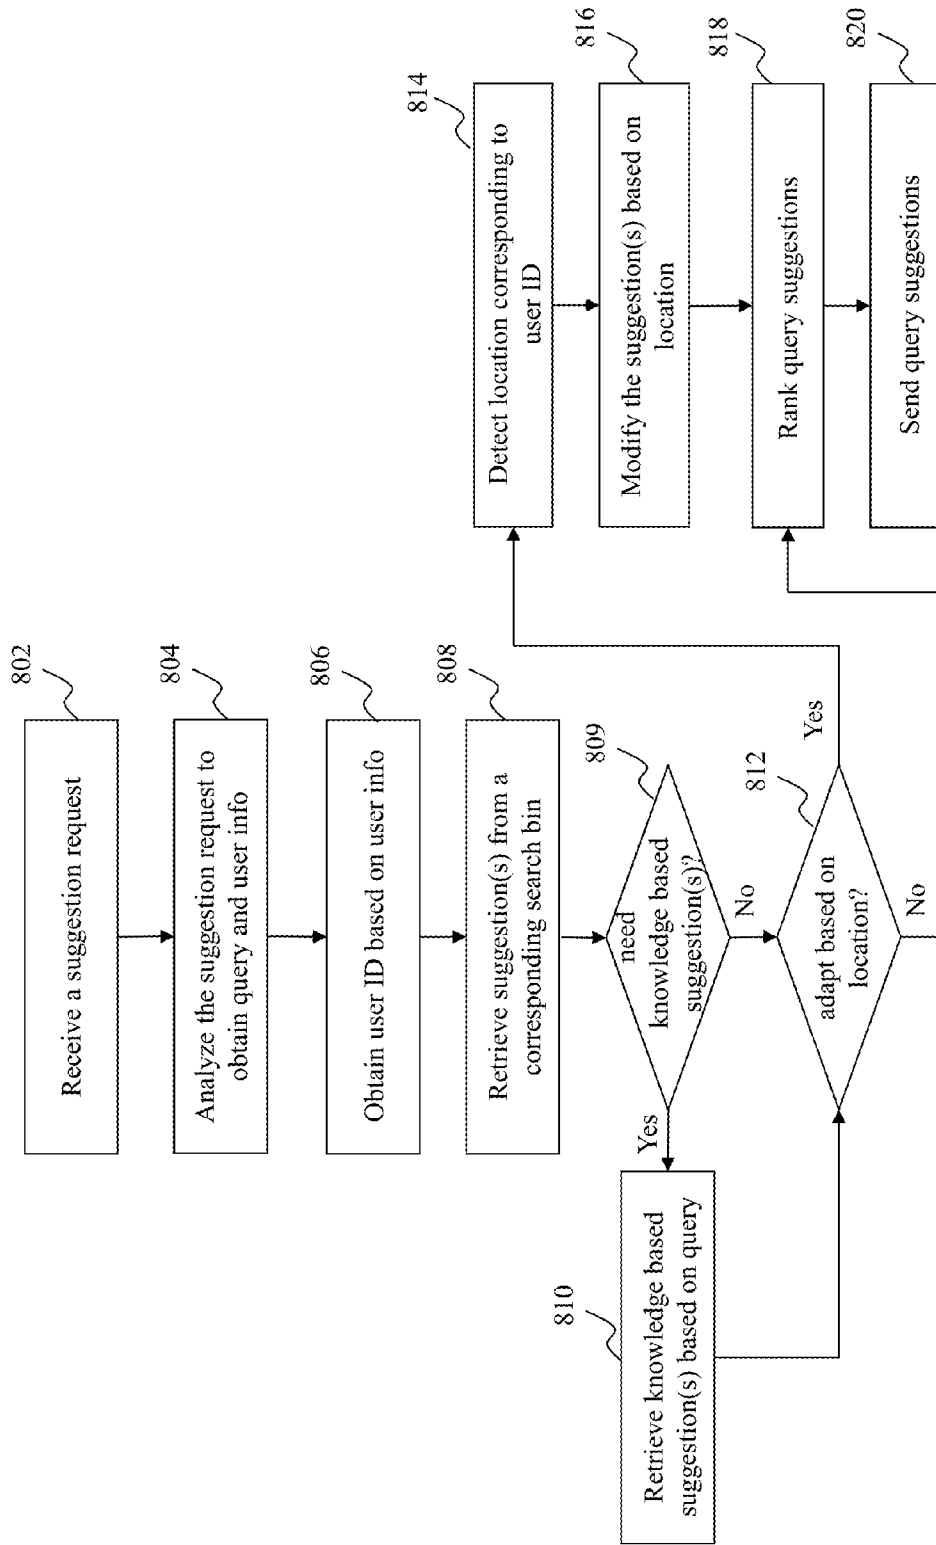 802
Receive a suggestion request
804
Analyze the suggestion request to
obtain query and user info
806
Obtain user ID based on user info
808
Retrieve suggestion(s) from a
corresponding search bin
809
need
knowledge based
suggestion(s)?
Yes
No
810
Retrieve knowledge based
suggestion(s) based on query
812
adapt based on
location?
Yes
No
814
Detect location corresponding to
user ID
816
Modify the suggestion(s) based on
location
818
Rank query suggestions
820
Send query suggestions